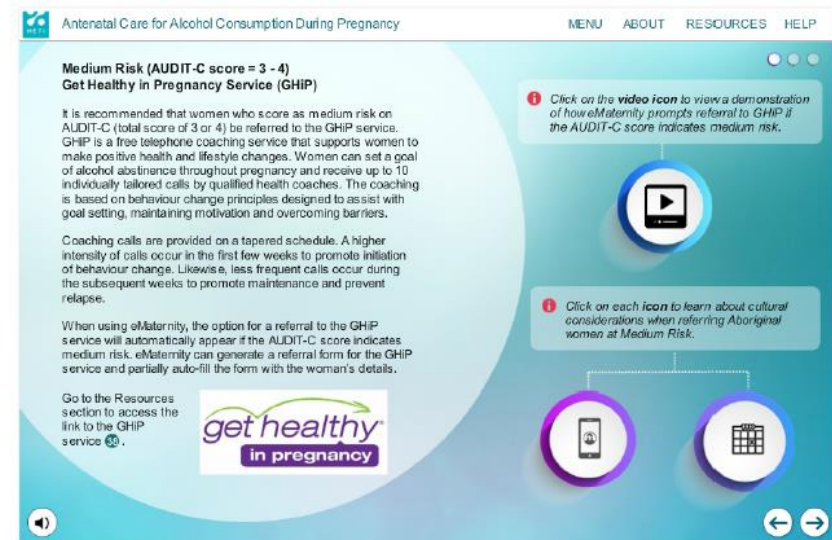 HETI
Antenatal Care for Alcohol Consumption During Pregnancy
MENU ABOUT RESOURCES HELP
Medium Risk (AUDIT-C score = 3 - 4)
Get Healthy in Pregnancy Service (GHiP)
It is recommended that women who score as medium risk on
AUDIT-C (total score of 3 or 4) be referred to the GHiP service.
GHiP is a free telephone coaching service that supports women to
make positive health and lifestyle changes. Women can set a goal
of alcohol abstinence throughout pregnancy and receive up to 10
individually tailored calls by qualified health coaches. The coaching
is based on behaviour change principles designed to assist with
goal setting, maintaining motivation and overcoming barriers.
Coaching calls are provided on a tapered schedule. A higher
intensity of calls occur in the first few weeks to promote initiation
of behaviour change. Likewise, less frequent calls occur during
the subsequent weeks to promote maintenance and prevent
relapse.
When using eMaternity, the option for a referral to the GHiP
service will automatically appear if the AUDIT-C score indicates
medium risk. eMaternity can generate a referral form for the GHiP
service and partially auto-fill the form with the woman's details.
Go to the Resources
section to access the
link to the GHiP
service 38 .
get healthy
in pregnancy
Click on the video icon to view a demonstration
of how eMaternity prompts referral to GHiP if
the AUDIT-C score indicates medium risk.
Click on each icon to learn about cultural
considerations when referring Aboriginal
women at Medium Risk.